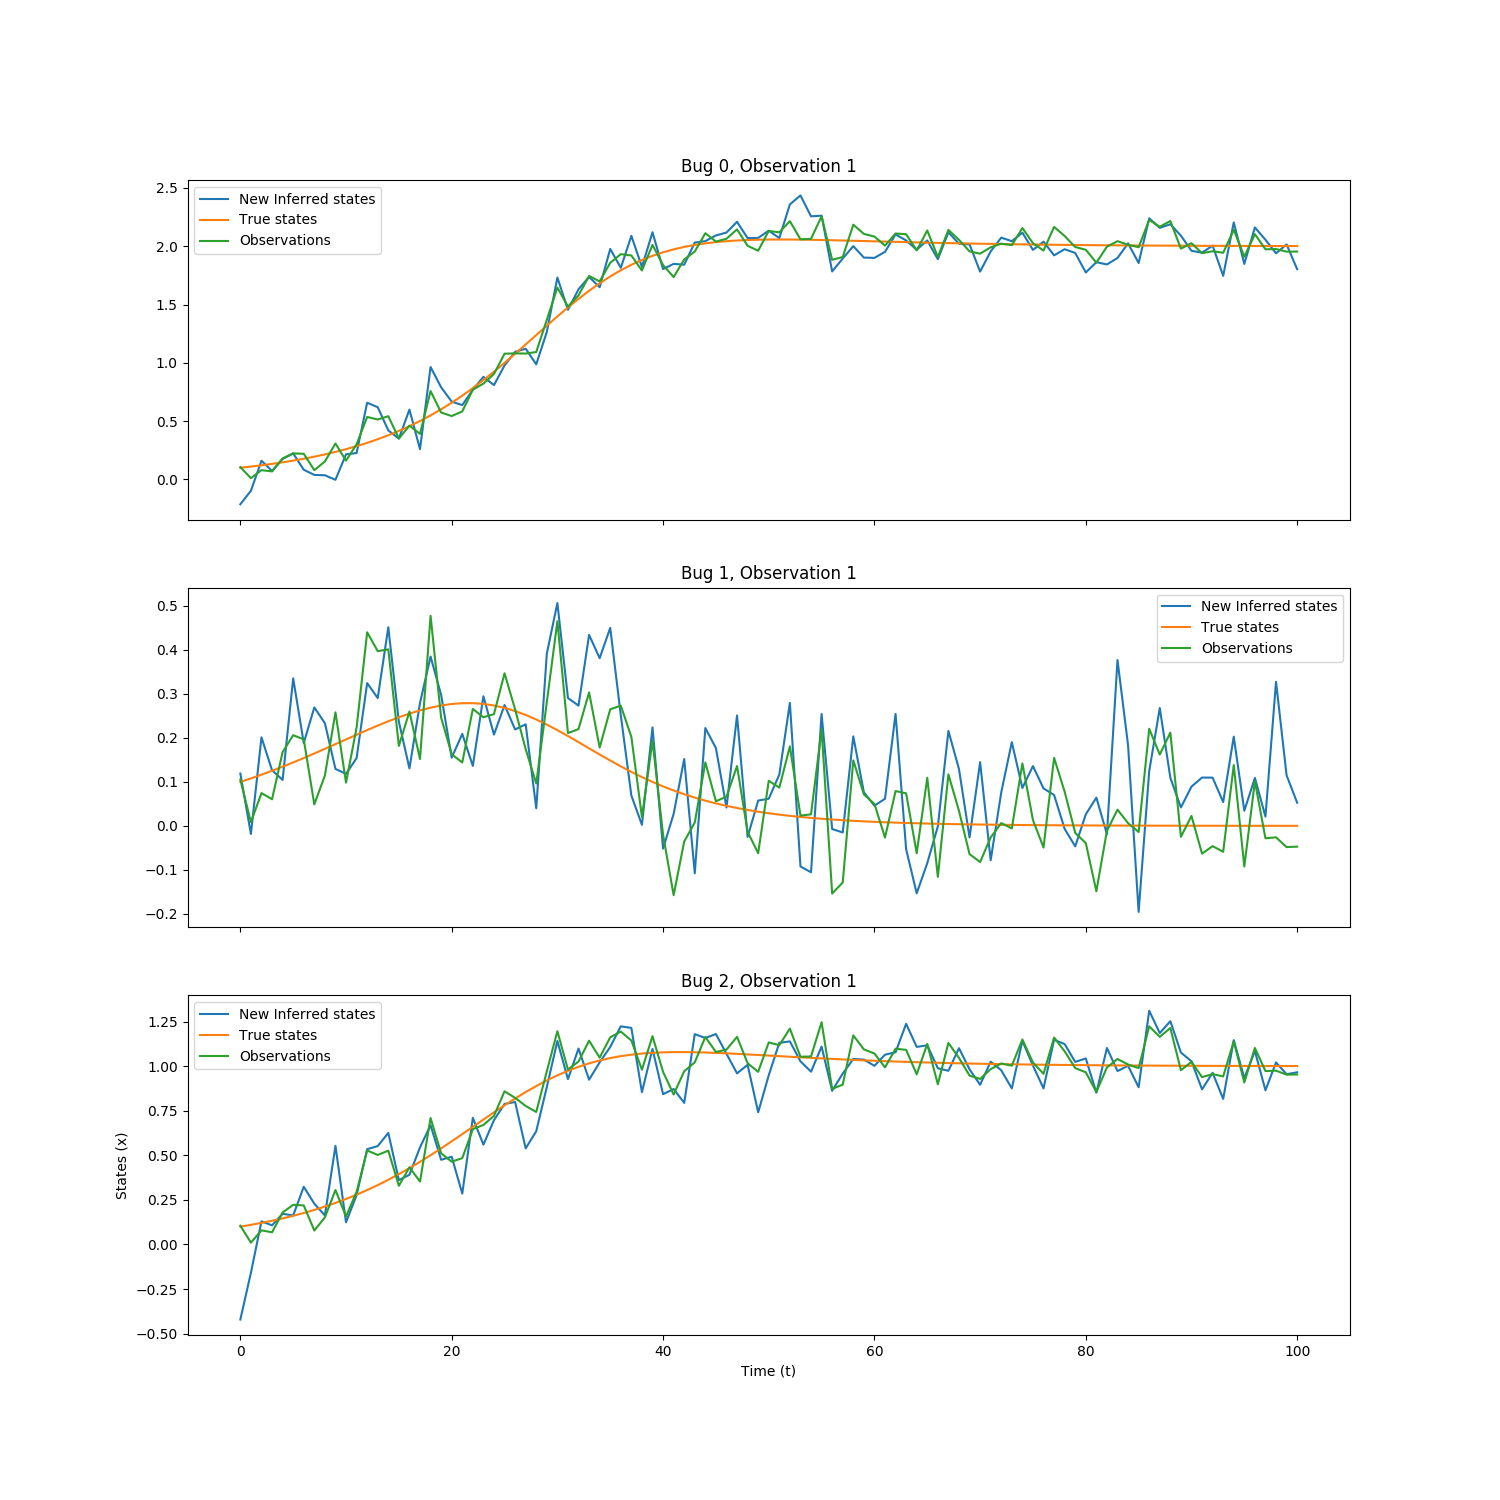 Bug 0, Observation 1
2.5
2.0
1.5
1.0
0.5
0.0
New Inferred states
True states
Observations
Bug 1, Observation 1
0.5
0.4
0.3
0.2
0.1
0.0
−0.1
−0.2
New Inferred states
True states
Observations
Bug 2, Observation 1
1.25
1.00
0.75
0.50
0.25
0.00
−0.25
−0.50
New Inferred states
True states
Observations
States (x)
0 20 40 60 80 100
Time (t)